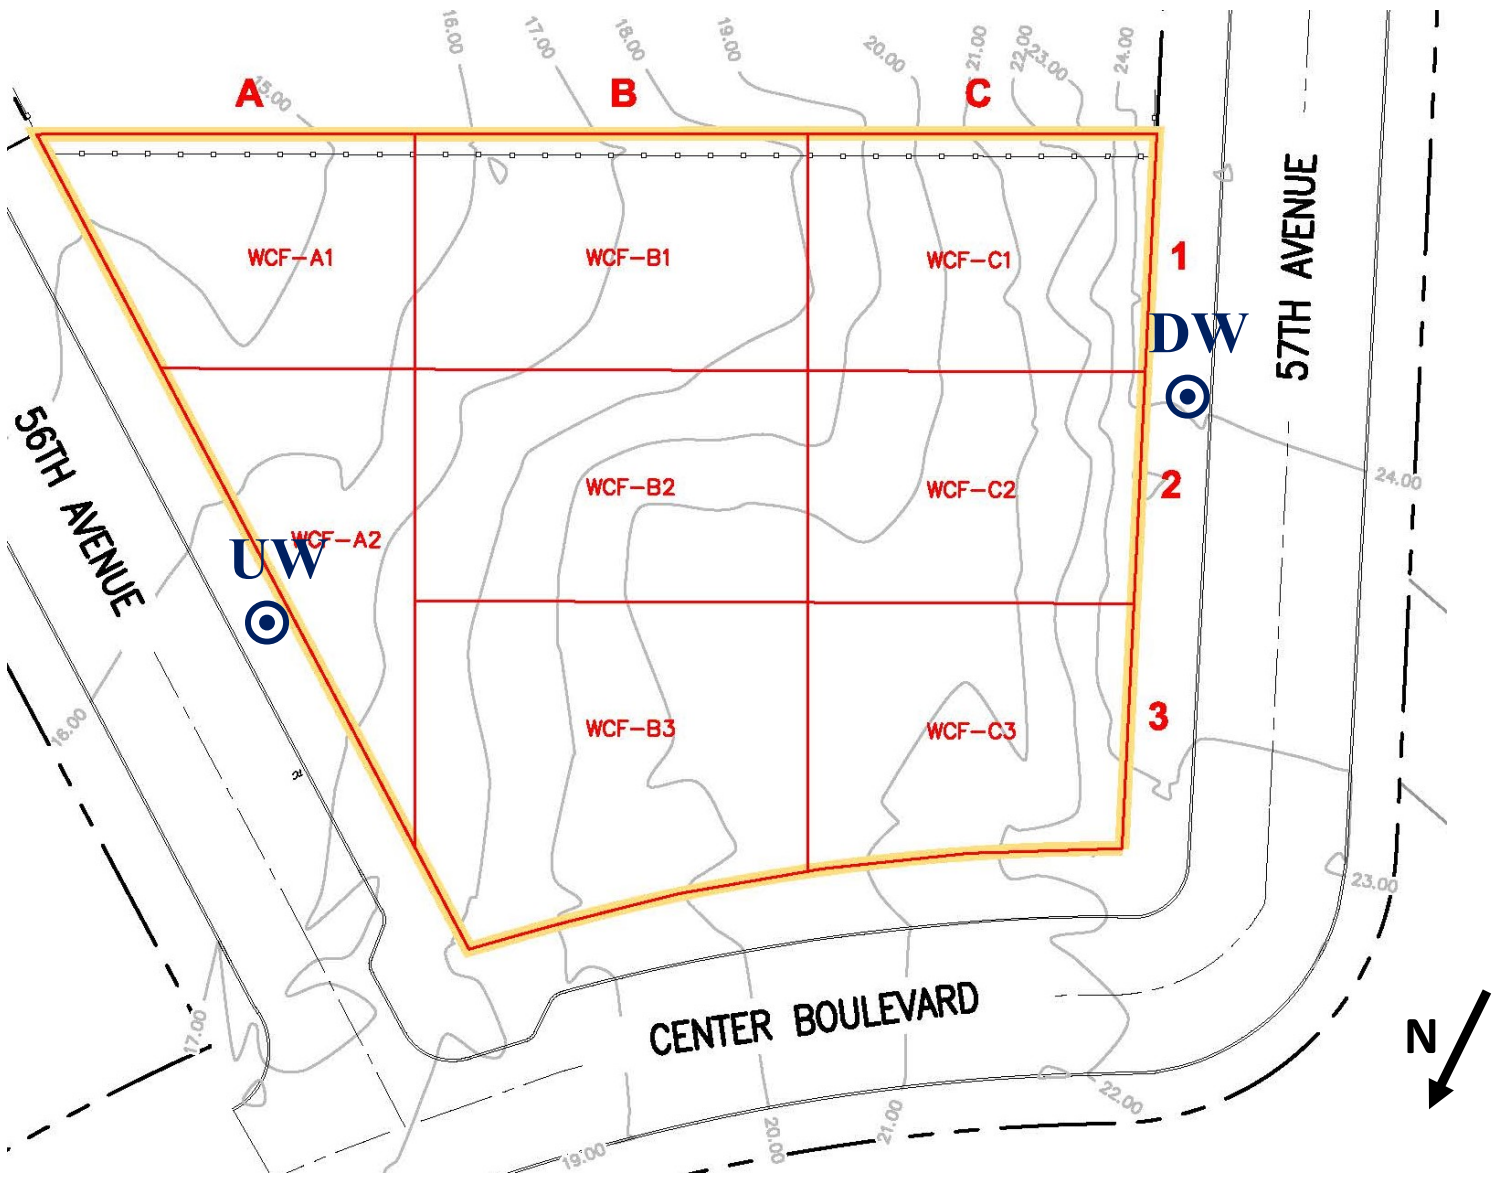 16.00
17.00
18.00
19.00
20.00
21.00
22.00
23.00
24.00
A
15.00
B
C
WCF-A1
WCF-B1
WCF-C1
1
57TH AVENUE
DW
56TH AVENUE
WCF-A2
UW
WCF-B2
WCF-C2
2
24.00
16.00
WCF-B3
WCF-C3
3
23.00
17.00
CENTER BOULEVARD
N
19.00
20.00
21.00
22.00